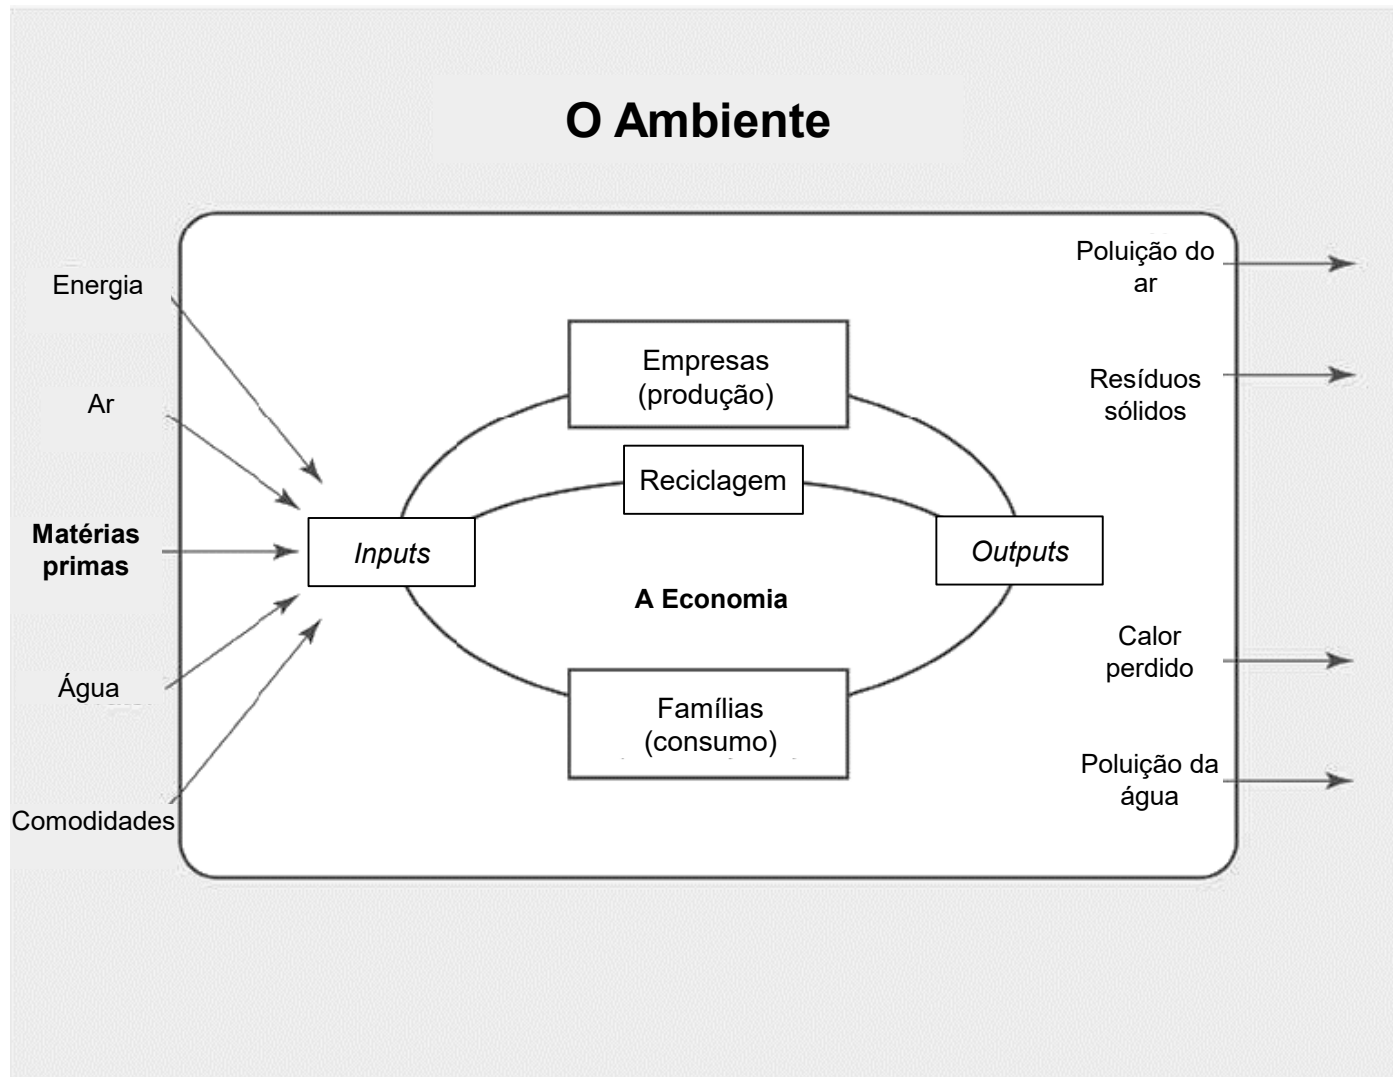 O Ambiente
Energia
Ar
Matérias
primas
Água
Comodidades
Inputs
Empresas
(produção)
Reciclagem
A Economia
Famílias
(consumo)
Outputs
Poluição do
ar
Resíduos
sólidos
Calor
perdido
Poluição da
água